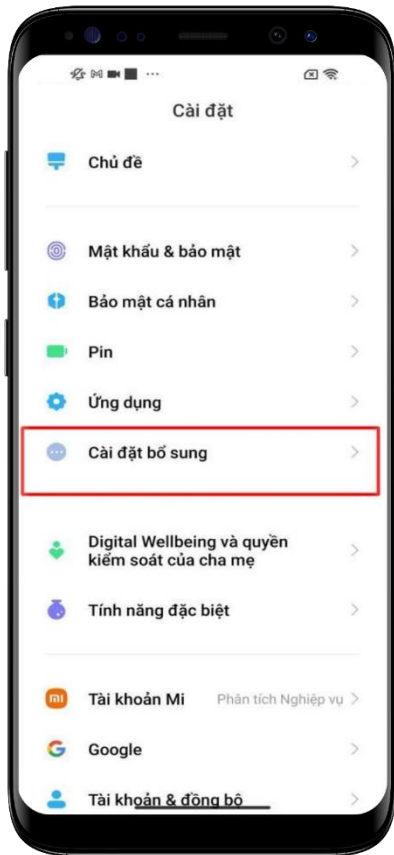 Cài đặt
Chủ đề
Mật khẩu & bảo mật
Bảo mật cá nhân
Pin
Ứng dụng
Cài đặt bổ sung
Digital Wellbeing và quyền
kiểm soát của cha mẹ
Tính năng đặc biệt
Tài khoản Mi Phân tích Nghiệp vụ
Google
Tài khoản & đồng bộ